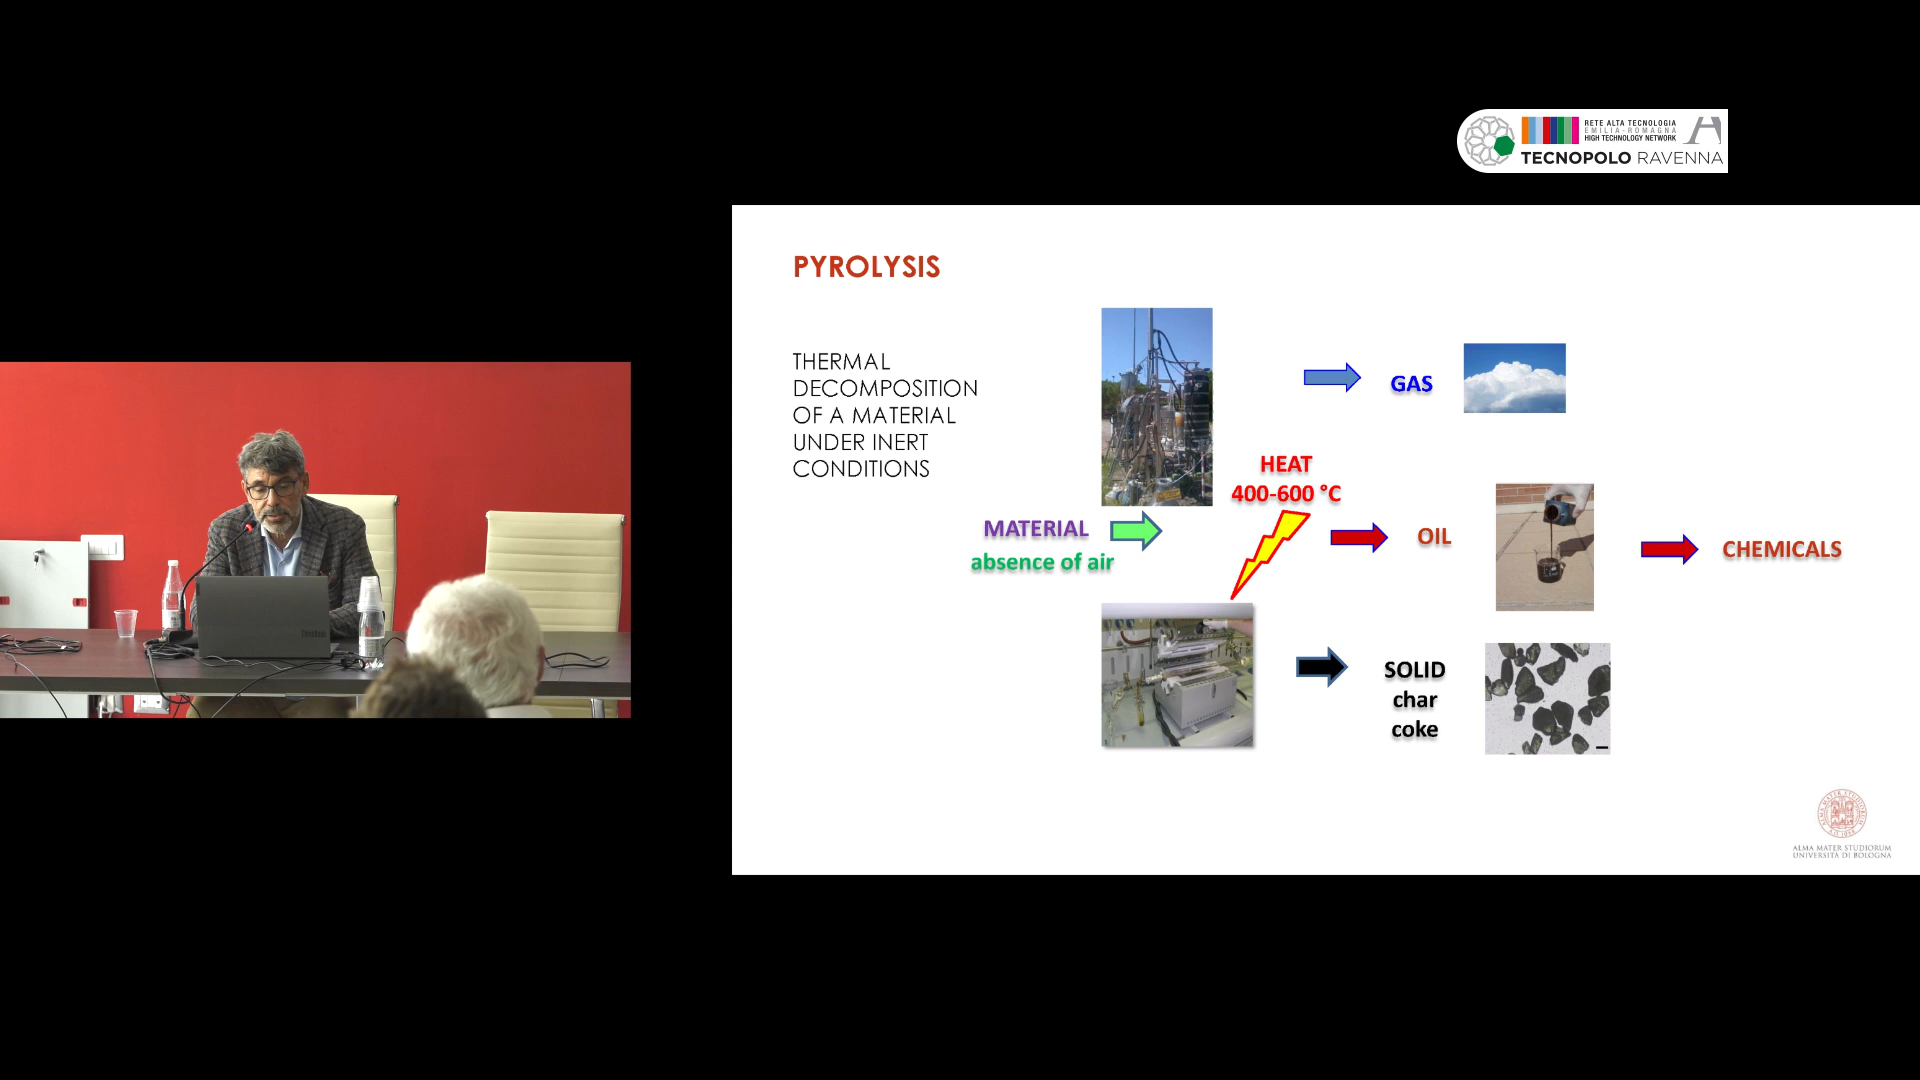 RETE ALTA TECNOLOGIA
EMILIA-ROMAGNA
HIGH TECHNOLOGY NETWORK
TECNOPOLO RAVENNA
PYROLYSIS
THERMAL
DECOMPOSITION
OF A MATERIAL
UNDER INERT
CONDITIONS
GAS
HEAT
400-600 °C
MATERIAL
absence of air
OIL
CHEMICALS
SOLID
char
coke
ALMA MATER STUDIORUM
UNIVERSITÀ DI BOLOGNA